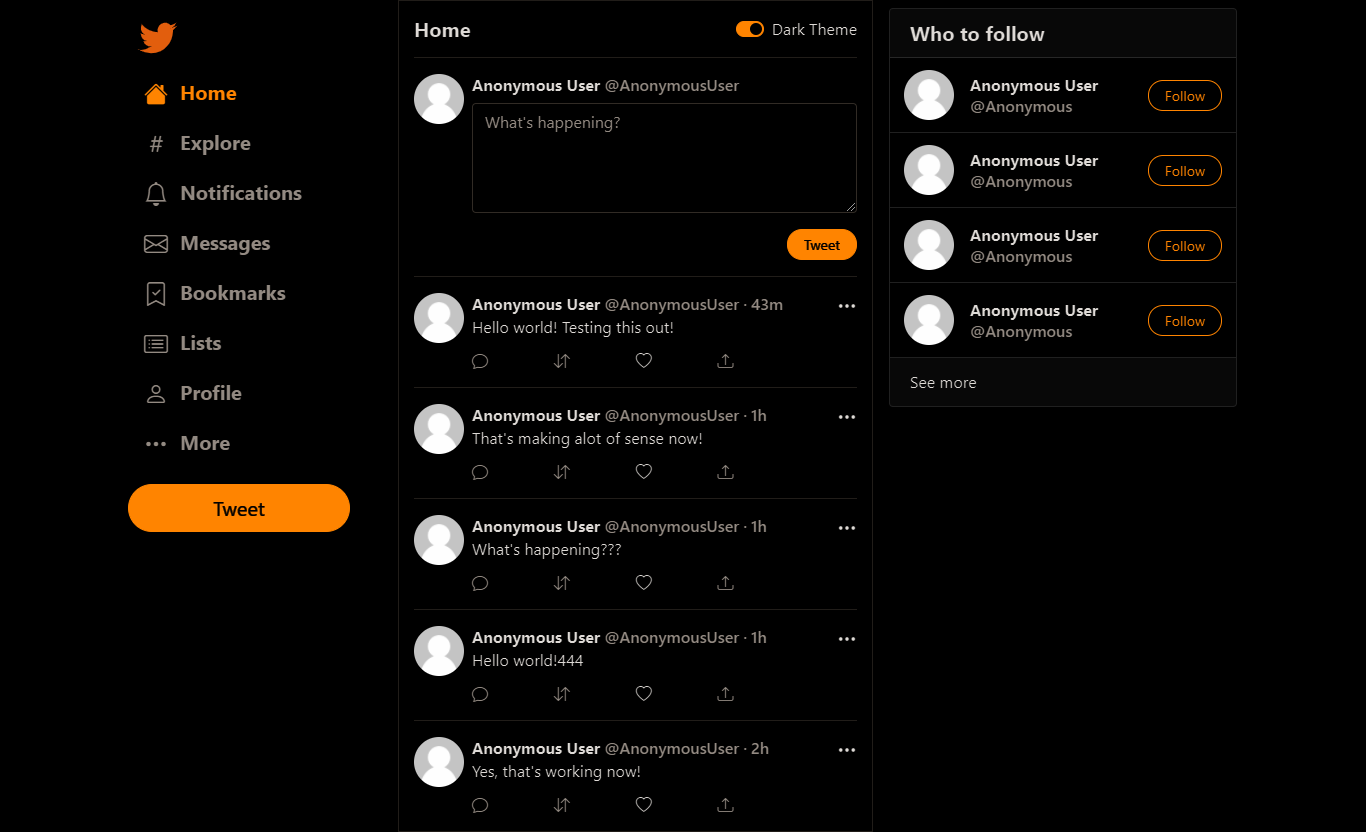 Home
Explore
Notifications
Messages
Bookmarks
Lists
Profile
More
Tweet
Home
Dark Theme
Anonymous User @AnonymousUser
What's happening?
Tweet
Anonymous User @AnonymousUser · 43m
Hello world! Testing this out!
Anonymous User @AnonymousUser · 1h
That's making alot of sense now!
Anonymous User @AnonymousUser · 1h
What's happening???
Anonymous User @AnonymousUser · 1h
Hello world!444
Anonymous User @AnonymousUser · 2h
Yes, that's working now!
Who to follow
Anonymous User
@Anonymous
Follow
Anonymous User
@Anonymous
Follow
Anonymous User
@Anonymous
Follow
Anonymous User
@Anonymous
Follow
See more